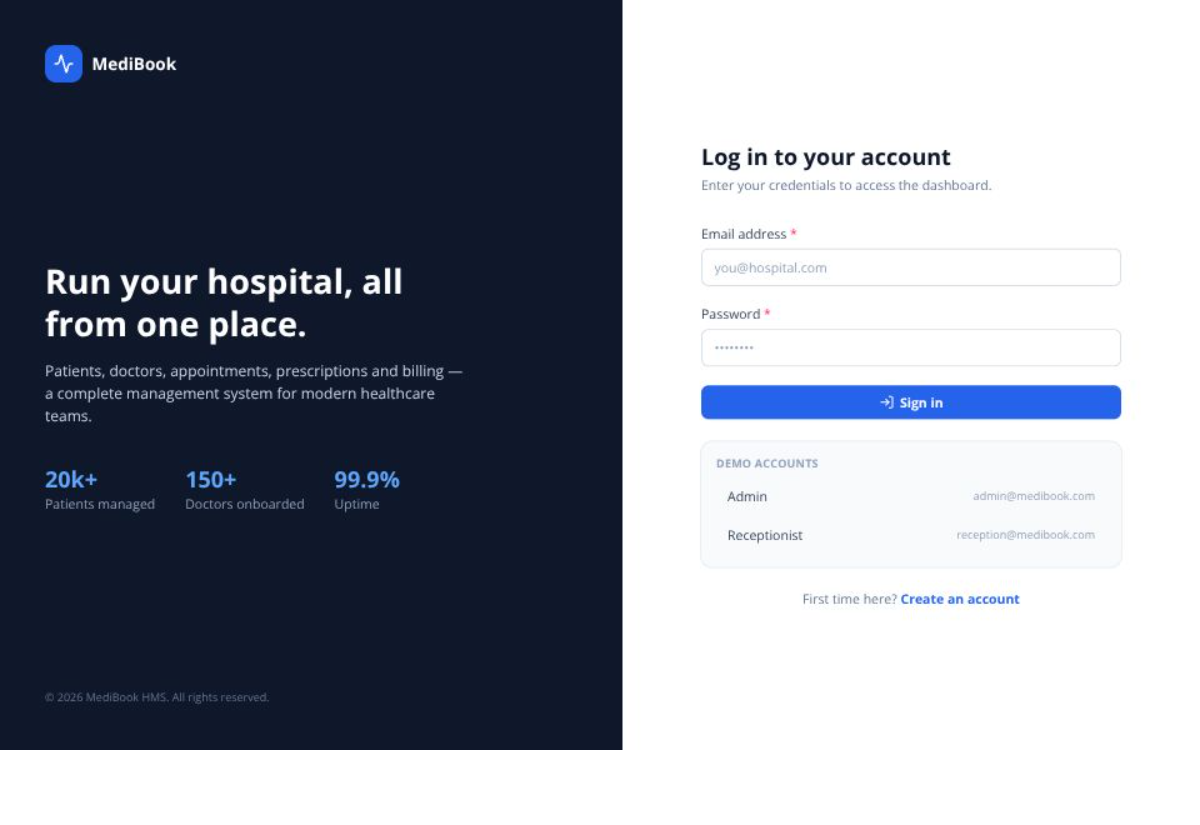 MediBook
Run your hospital, all
from one place.
Patients, doctors, appointments, prescriptions and billing —
a complete management system for modern healthcare
teams.
20k+ 150+ 99.9%
Patients managed Doctors onboarded Uptime
© 2026 MediBook HMS. All rights reserved.
Log in to your account
Enter your credentials to access the dashboard.
Email address *
you@hospital.com
Password *
••••••••
Sign in
DEMO ACCOUNTS
Admin admin@medibook.com
Receptionist reception@medibook.com
First time here? Create an account